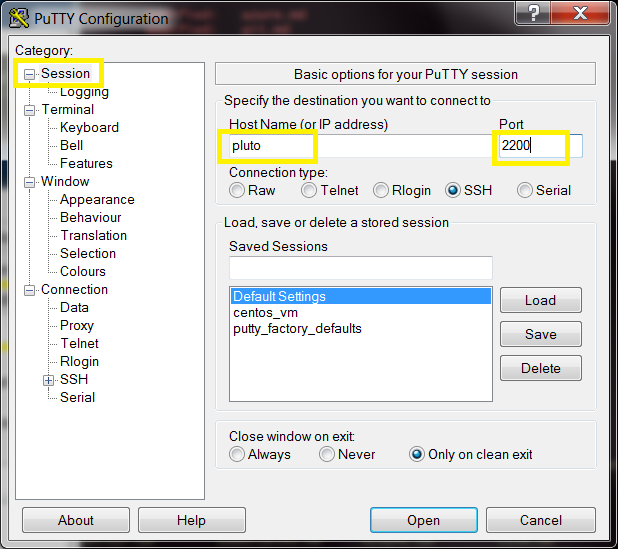 PuTTY Configuration
Category:
Session
Logging
Terminal
Keyboard
Bell
Features
Window
Appearance
Behaviour
Translation
Selection
Colours
Connection
Data
Proxy
Telnet
Rlogin
SSH
Serial
Basic options for your PuTTY session
Specify the destination you want to connect to
Host Name (or IP address) Port
pluto 2200
Connection type:
Raw Telnet Rlogin SSH Serial
Load, save or delete a stored session
Saved Sessions
Default Settings
centos_vm
putty_factory_defaults
Load
Save
Delete
Close window on exit:
Always Never Only on clean exit
About Help Open Cancel